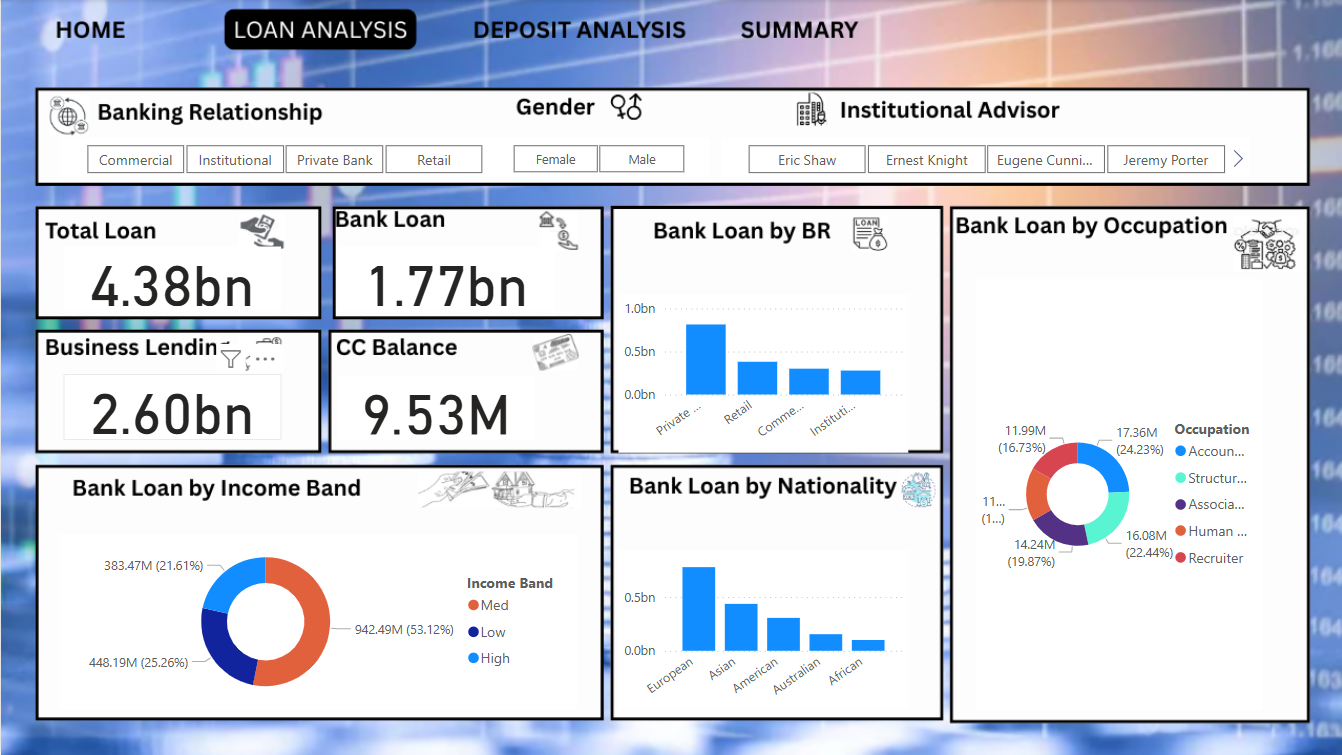 HOME
LOAN ANALYSIS
DEPOSIT ANALYSIS
SUMMARY
Banking Relationship
Commercial
Institutional
Private Bank
Retail
Gender
Female
Male
Institutional Advisor
Eric Shaw
Ernest Knight
Eugene Cunni...
Jeremy Porter
Total Loan
4.38bn
Bank Loan
1.77bn
Business Lendin
2.60bn
CC Balance
9.53M
Bank Loan by BR
LOAN
1.0bn
0.5bn
0.0bn
Private ...
Retail
Comme...
Instituti...
Bank Loan by Occupation
11.99M
(16.73%)
17.36M
(24.23%)
11...
(1...)
14.24M
(19.87%)
16.08M
(22.44%)
Occupation
Accoun...
Structur...
Associa...
Human ...
Recruiter
Bank Loan by Income Band
383.47M (21.61%)
942.49M (53.12%)
448.19M (25.26%)
Income Band
Med
Low
High
Bank Loan by Nationality
0.5bn
0.0bn
European
Asian
American
Australian
African